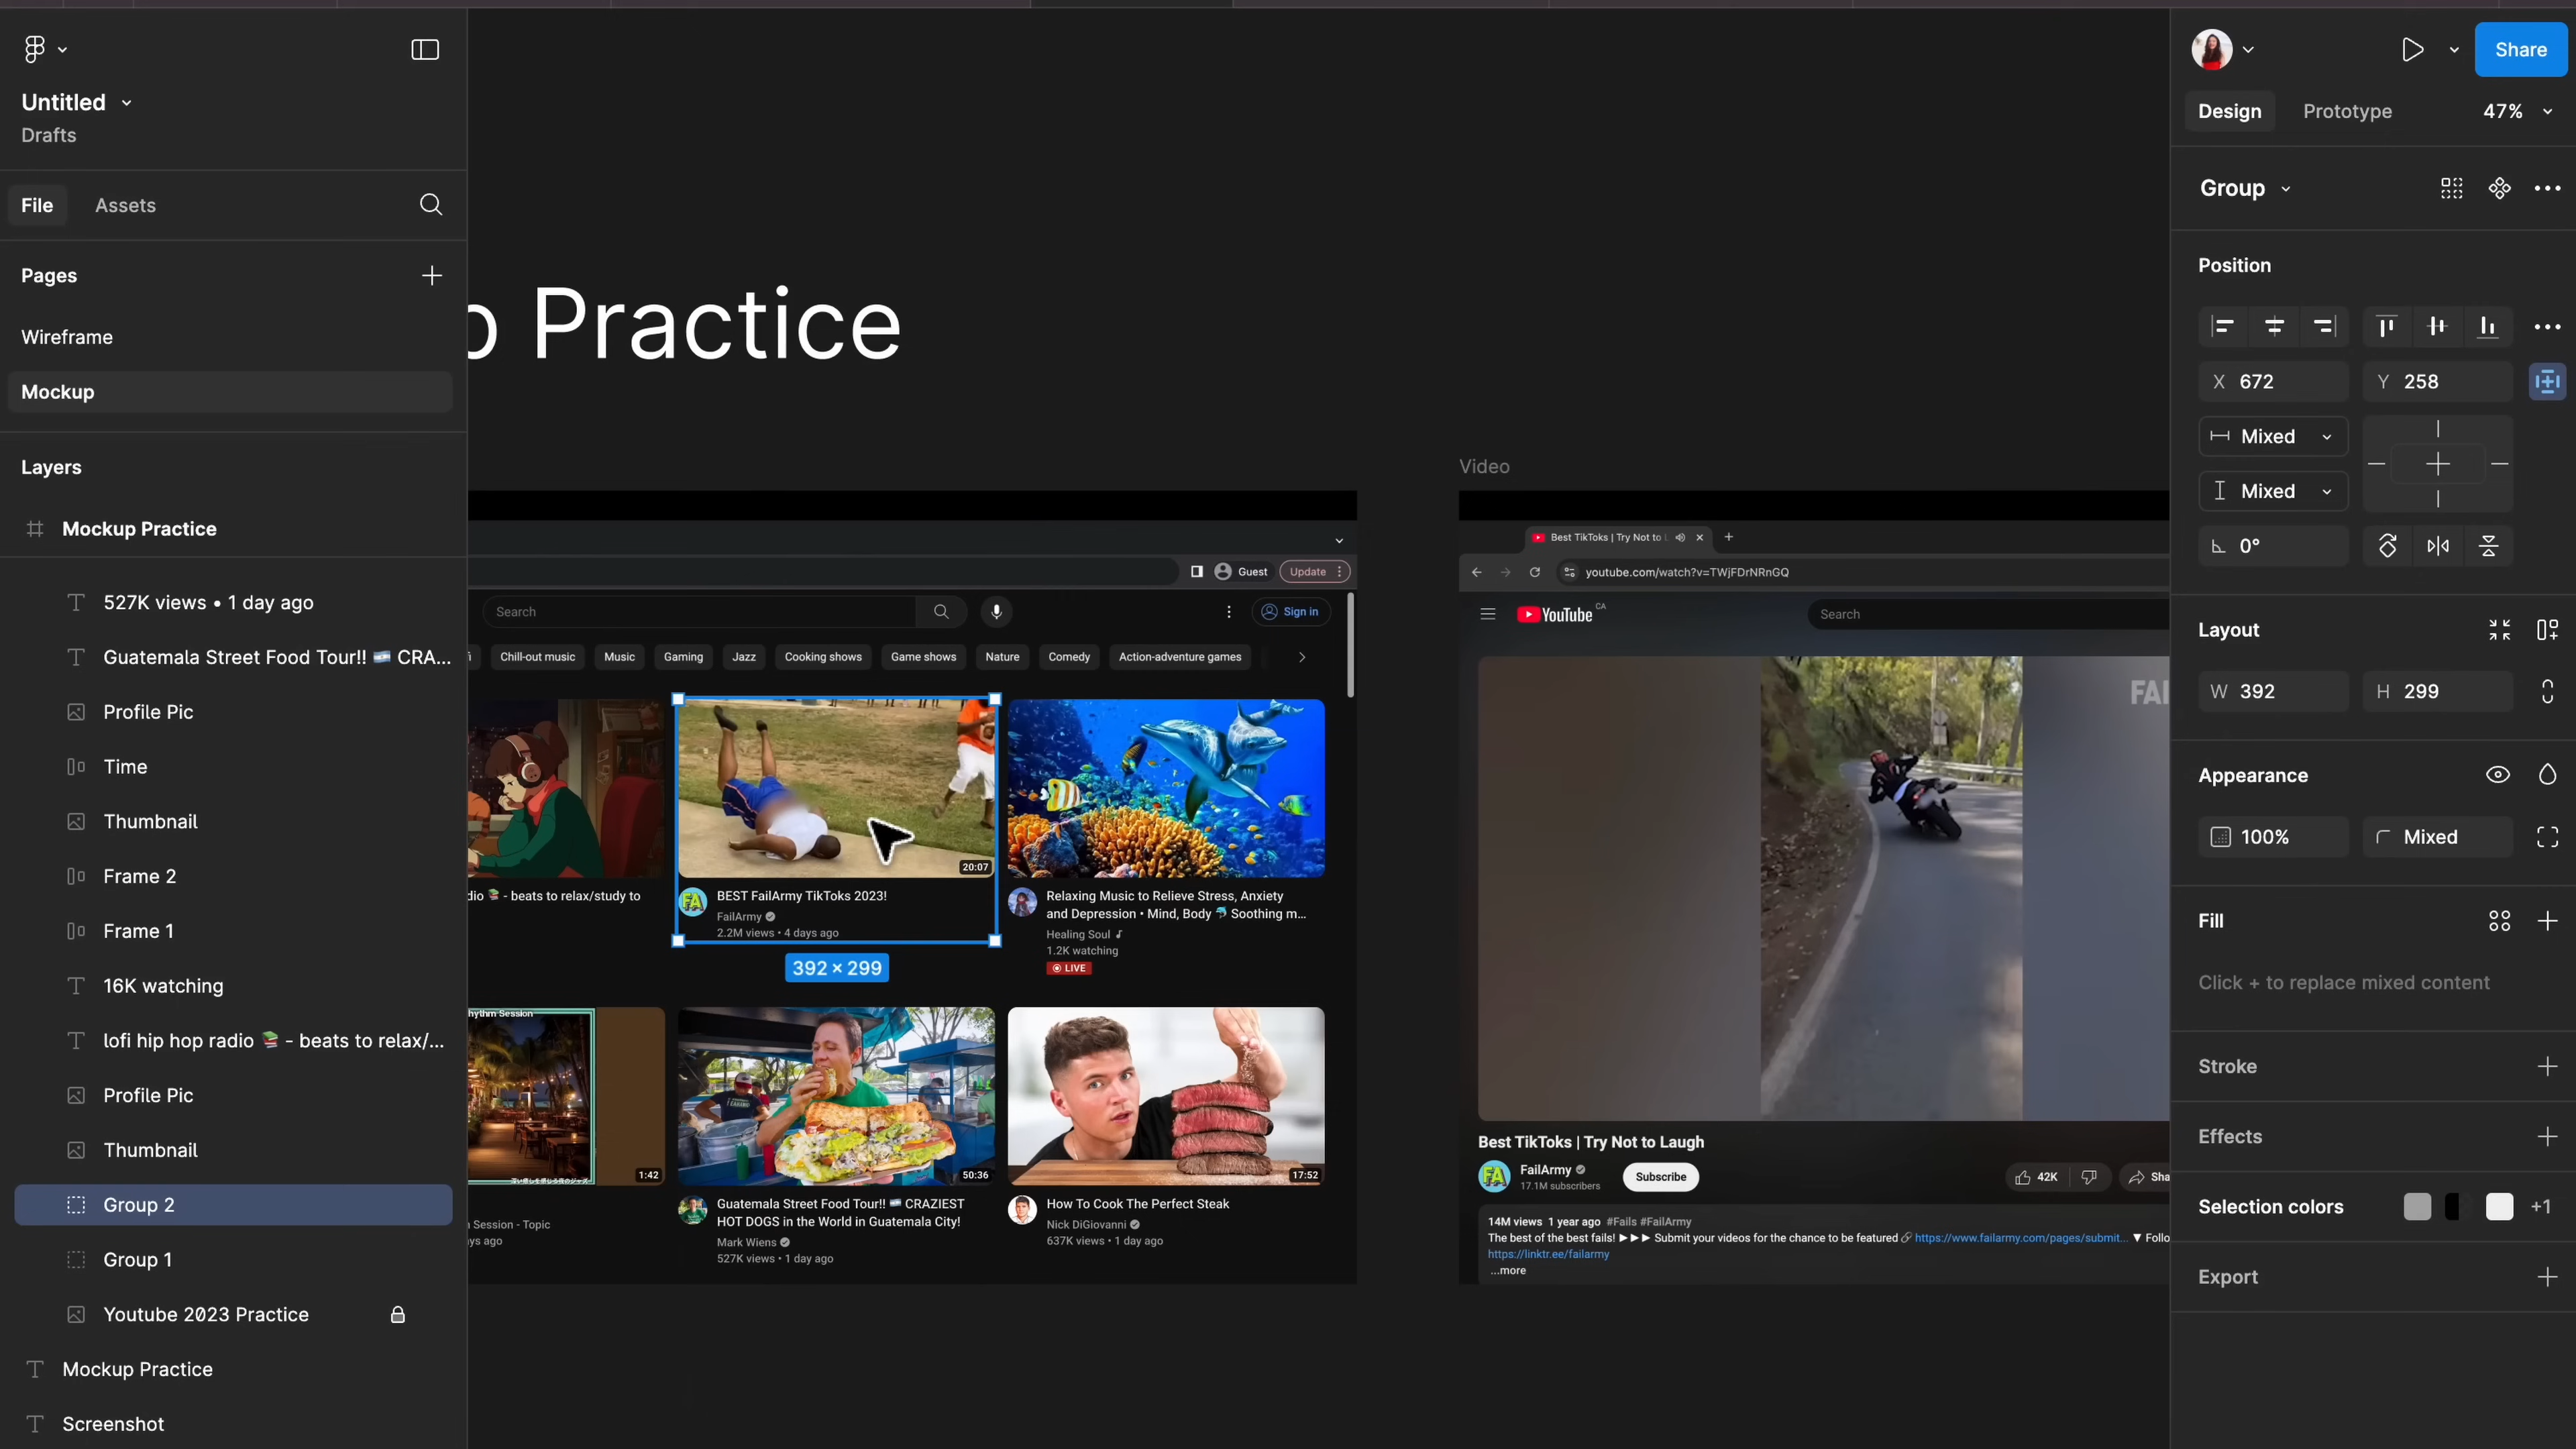 Untitled
Drafts
File
Assets
Pages
Wireframe
Mockup
Layers
Mockup Practice
527K views • 1 day ago
Guatemala Street Food Tour!! 🇬🇹 CRA...
Profile Pic
Time
Thumbnail
Frame 2
Frame 1
16K watching
lofi hip hop radio 📚 - beats to relax/...
Profile Pic
Thumbnail
Group 2
Group 1
Youtube 2023 Practice
Mockup Practice
Screenshot
p Practice
Guest
Update
Search
Sign in
Chill-out music
Music
Gaming
Jazz
Cooking shows
Game shows
Nature
Comedy
Action-adventure games
20:07
dio 📚 - beats to relax/study to
FA
BEST FailArmy TikToks 2023!
FailArmy
2.2M views • 4 days ago
392 × 299
Relaxing Music to Relieve Stress, Anxiety
and Depression • Mind, Body 🐬 Soothing m...
Healing Soul
1.2K watching
LIVE
hythm Session
1:42
50:36
17:52
Session - Topic
ys ago
Guatemala Street Food Tour!! 🇬🇹 CRAZIEST
HOT DOGS in the World in Guatemala City!
Mark Wiens
527K views • 1 day ago
How To Cook The Perfect Steak
Nick DiGiovanni
637K views • 1 day ago
Video
Best TikToks | Try Not to L
youtube.com/watch?v=TWjFDrNRnGQ
YouTube CA
Search
FAI
Best TikToks | Try Not to Laugh
FA
FailArmy
17.1M subscribers
Subscribe
42K
Sha
14M views 1 year ago #Fails #FailArmy
The best of the best fails! ►►► Submit your videos for the chance to be featured 🔗 https://www.failarmy.com/pages/submit... ▼ Follo
https://linktr.ee/failarmy
...more
Share
Design
Prototype
47%
Group
Position
X 672
Y 258
Mixed
Mixed
0°
Layout
W 392
H 299
Appearance
100%
Mixed
Fill
Click + to replace mixed content
Stroke
Effects
Selection colors
+1
Export